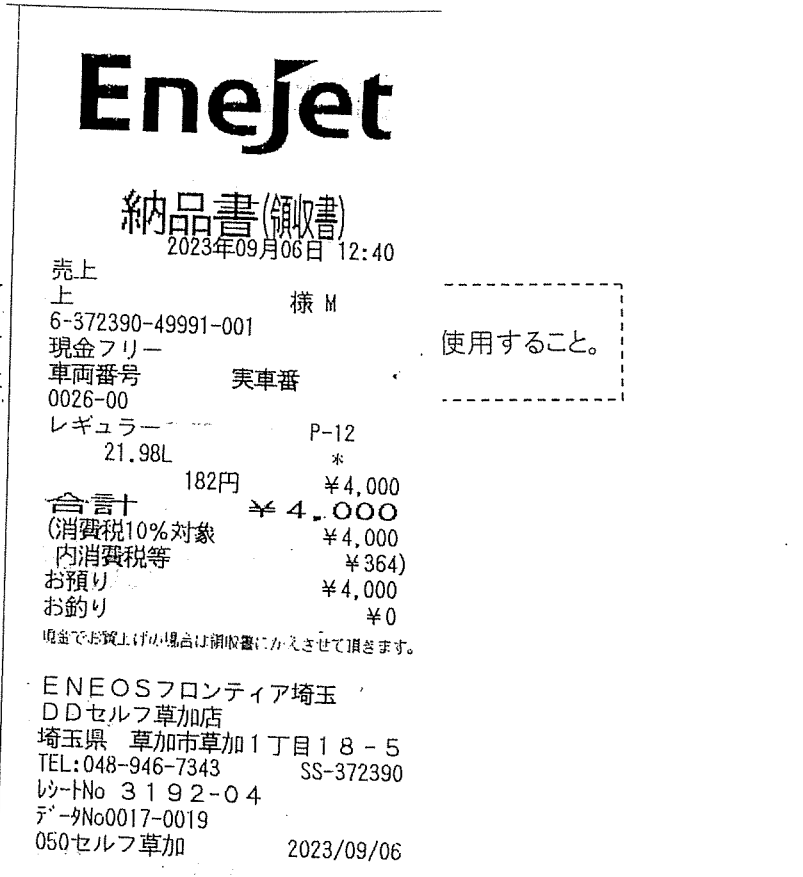 Enejet
納品書(領収書)
2023年09月06日 12:40
売上
上 様 M
6-372390-49991-001
現金フリー
車両番号 実車番
0026-00
レギュラー P-12
21.98L *
182円 ¥4,000
合計 ¥4,000
(消費税10%対象 ¥4,000
内消費税等 ¥364)
お預り ¥4,000
お釣り ¥0
現金でお買上げの場合は領収書にかえさせて頂きます。
ENEOSフロンティア埼玉
DDセルフ草加店
埼玉県 草加市草加1丁目18-5
TEL:048-946-7343 SS-372390
レシートNo 3192-04
データNo0017-0019
050セルフ草加 2023/09/06
使用すること。